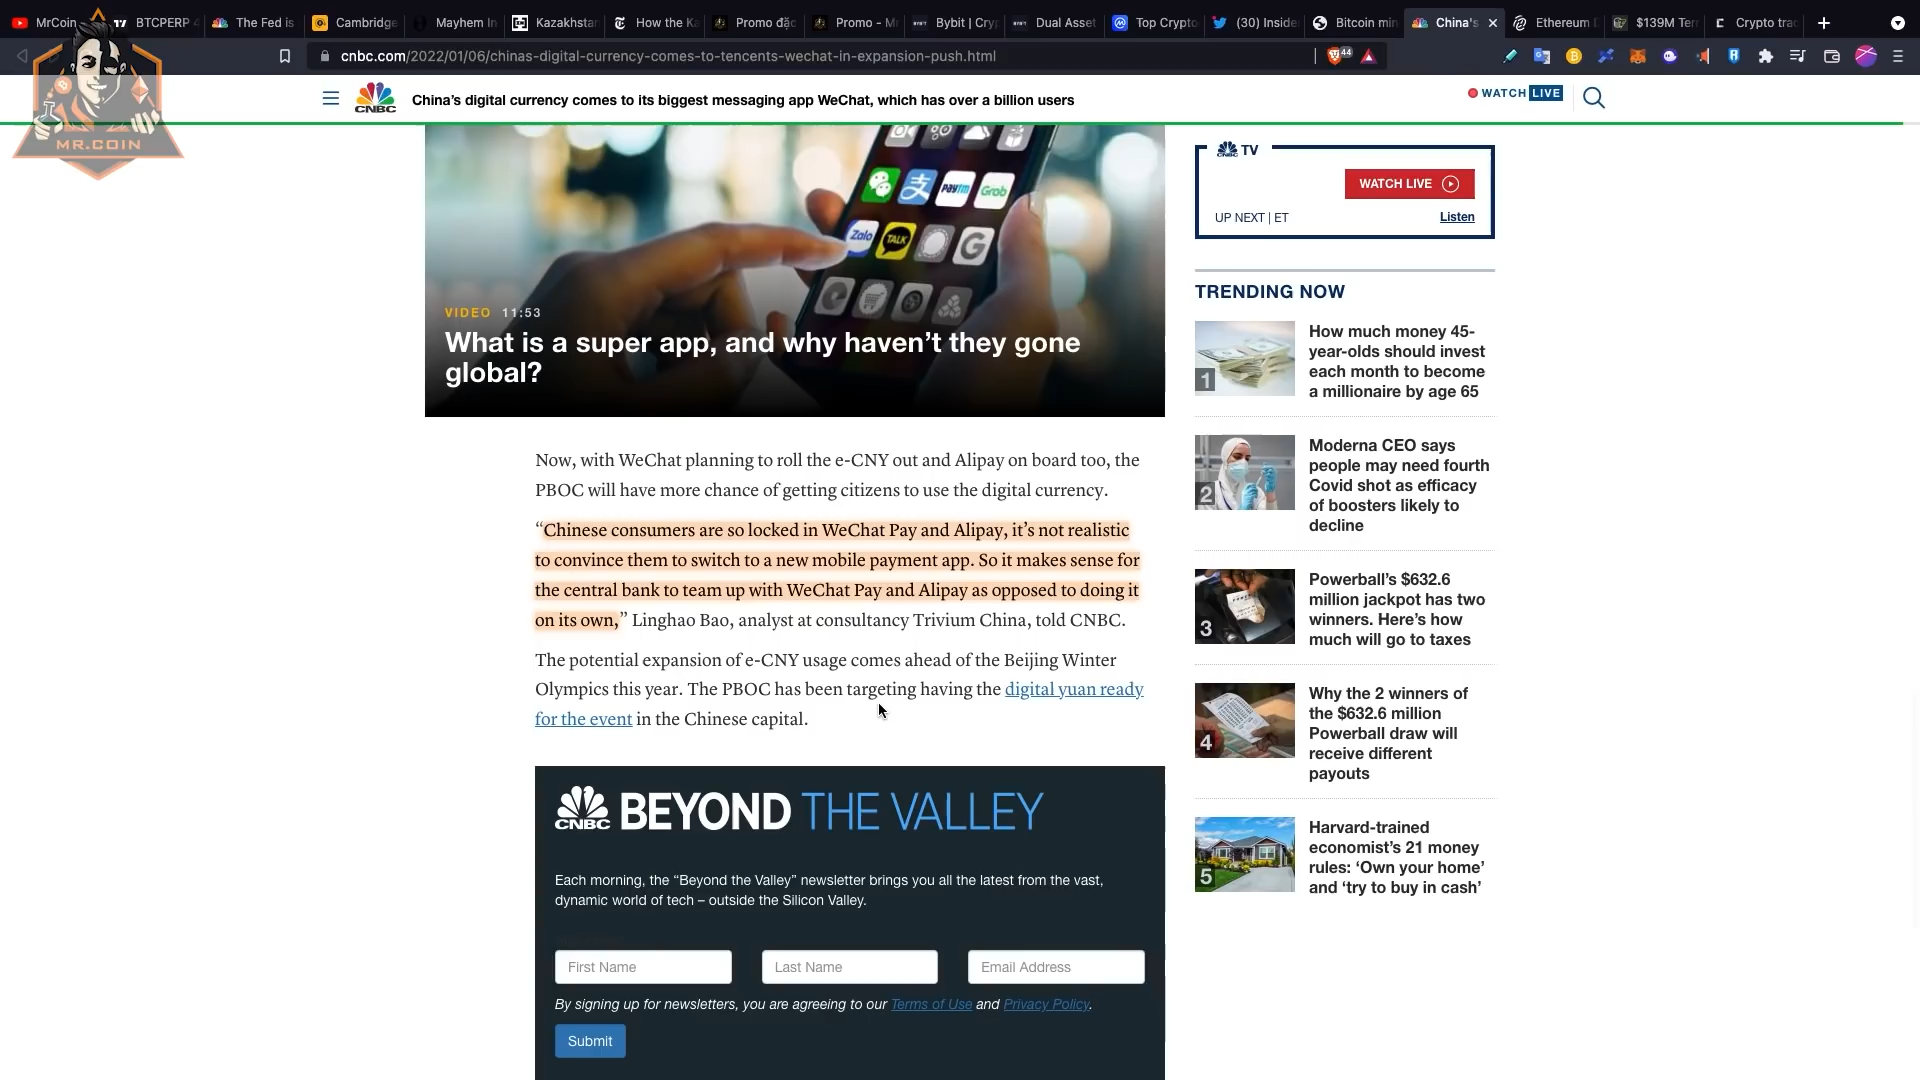 MrCoin
BTCPERP
The Fed is
Cambridge
Mayhem In
Kazakhstan
How the Ka
Promo đặc
Promo - M
Bybit | Cryp
Dual Asset
Top Crypto
(30) Inside
Bitcoin min
China's
Ethereum
$139M Ter
Crypto trac
cnbc.com/2022/01/06/chinas-digital-currency-comes-to-tencents-wechat-in-expansion-push.html
44
MR.COIN
CNBC
China’s digital currency comes to its biggest messaging app WeChat, which has over a billion users
WATCH LIVE
Paytm
Grab
Zalo
TALK
VIDEO 11:53
What is a super app, and why haven’t they gone
global?
Now, with WeChat planning to roll the e-CNY out and Alipay on board too, the
PBOC will have more chance of getting citizens to use the digital currency.
“Chinese consumers are so locked in WeChat Pay and Alipay, it’s not realistic
to convince them to switch to a new mobile payment app. So it makes sense for
the central bank to team up with WeChat Pay and Alipay as opposed to doing it
on its own,” Linghao Bao, analyst at consultancy Trivium China, told CNBC.
The potential expansion of e-CNY usage comes ahead of the Beijing Winter
Olympics this year. The PBOC has been targeting having the digital yuan ready
for the event in the Chinese capital.
CNBC BEYOND THE VALLEY
Each morning, the “Beyond the Valley” newsletter brings you all the latest from the vast,
dynamic world of tech – outside the Silicon Valley.
First Name
Last Name
Email Address
By signing up for newsletters, you are agreeing to our Terms of Use and Privacy Policy.
Submit
CNBC TV
WATCH LIVE
UP NEXT | ET
Listen
TRENDING NOW
1
How much money 45-
year-olds should invest
each month to become
a millionaire by age 65
2
Moderna CEO says
people may need fourth
Covid shot as efficacy
of boosters likely to
decline
3
Powerball’s $632.6
million jackpot has two
winners. Here’s how
much will go to taxes
4
Why the 2 winners of
the $632.6 million
Powerball draw will
receive different
payouts
5
Harvard-trained
economist’s 21 money
rules: ‘Own your home’
and ‘try to buy in cash’